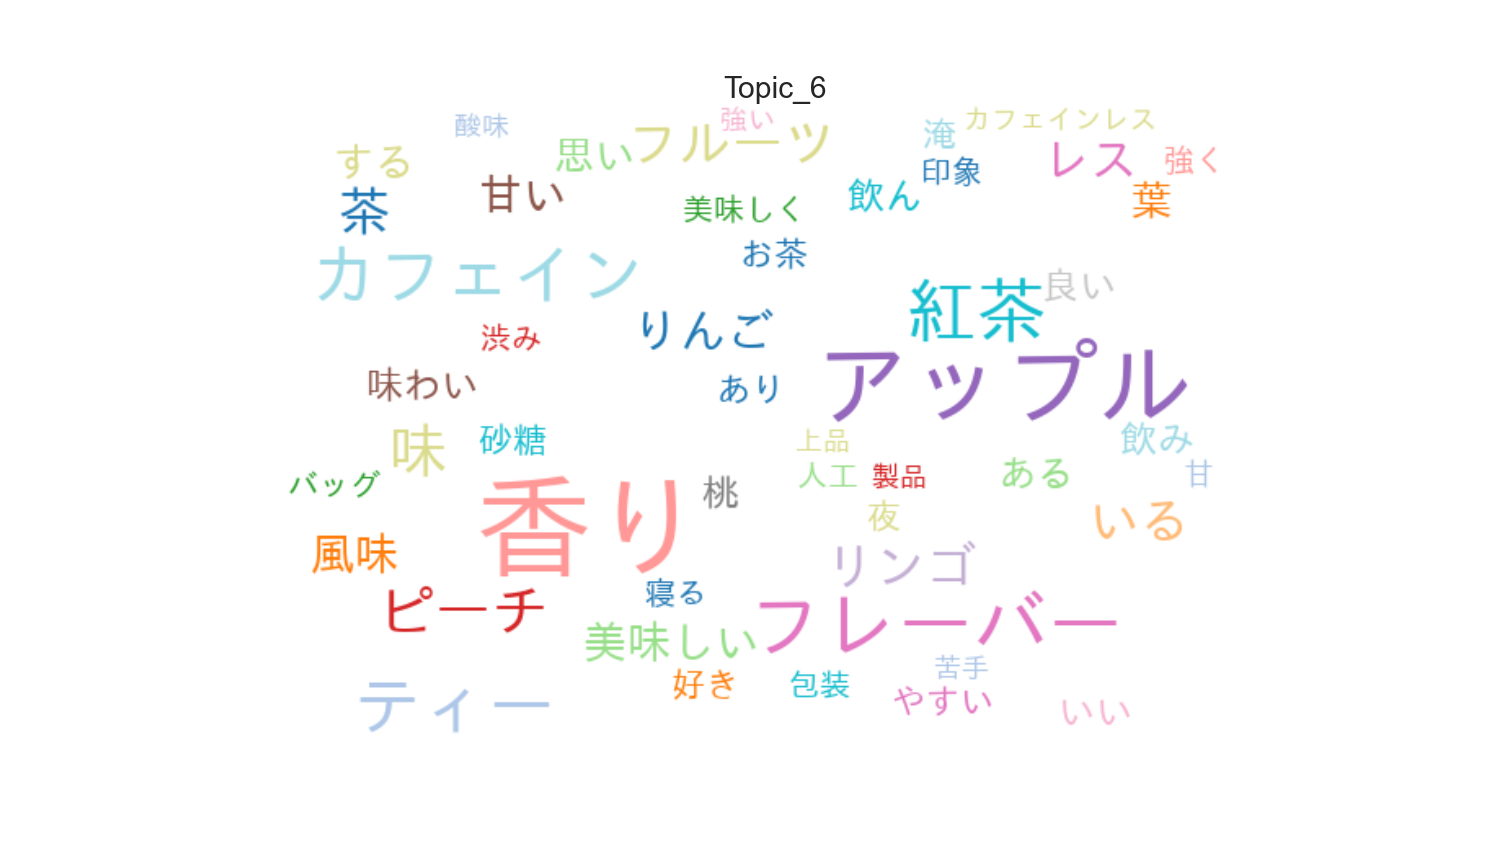 Topic_6
強い
カフェインレス
酸味
淹
フルーツ
思い
する
レス
強く
印象
甘い
飲ん
葉
茶
美味しく
お茶
カフェイン
良い
紅茶
りんご
渋み
味わい
あり
アップル
砂糖
上品
飲み
味
バッグ
人工
製品
ある
甘
桃
香り
夜
いる
風味
リンゴ
寝る
ピーチ
フレーバー
美味しい
苦手
好き
包装
やすい
ティー
いい